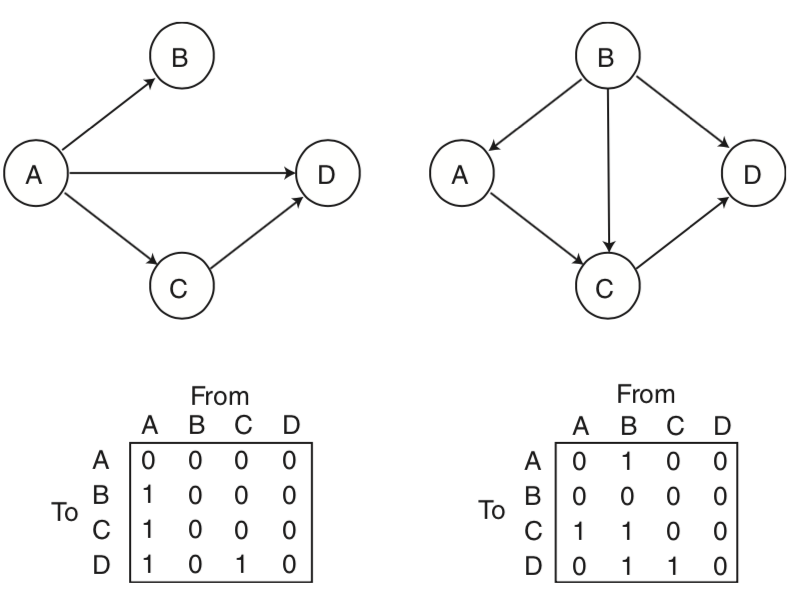 B
A
D
C
B
A
D
C
From
A B C D
A 0 0 0 0
B 1 0 0 0
To
C 1 0 0 0
D 1 0 1 0
From
A B C D
A 0 1 0 0
B 0 0 0 0
To
C 1 1 0 0
D 0 1 1 0